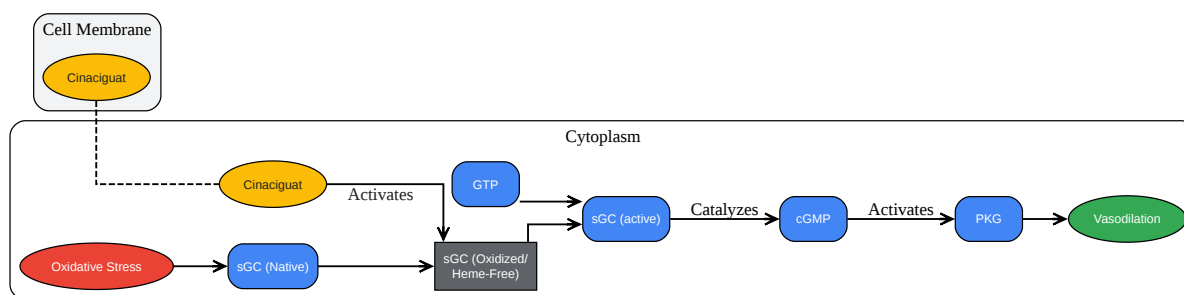 Cell Membrane
Cinaciguat
Cytoplasm
Cinaciguat
Activates
GTP
sGC (active)
Catalyzes
cGMP
Activates
PKG
Vasodilation
Oxidative Stress
sGC (Native)
sGC (Oxidized/
Heme-Free)